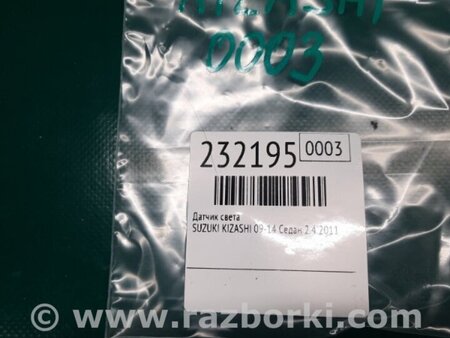 KIZASHI
0003
232195 0003
Датчик света
SUZUKI KIZASHI 09-14 Седан 2.4 2011
© www.razborki.com